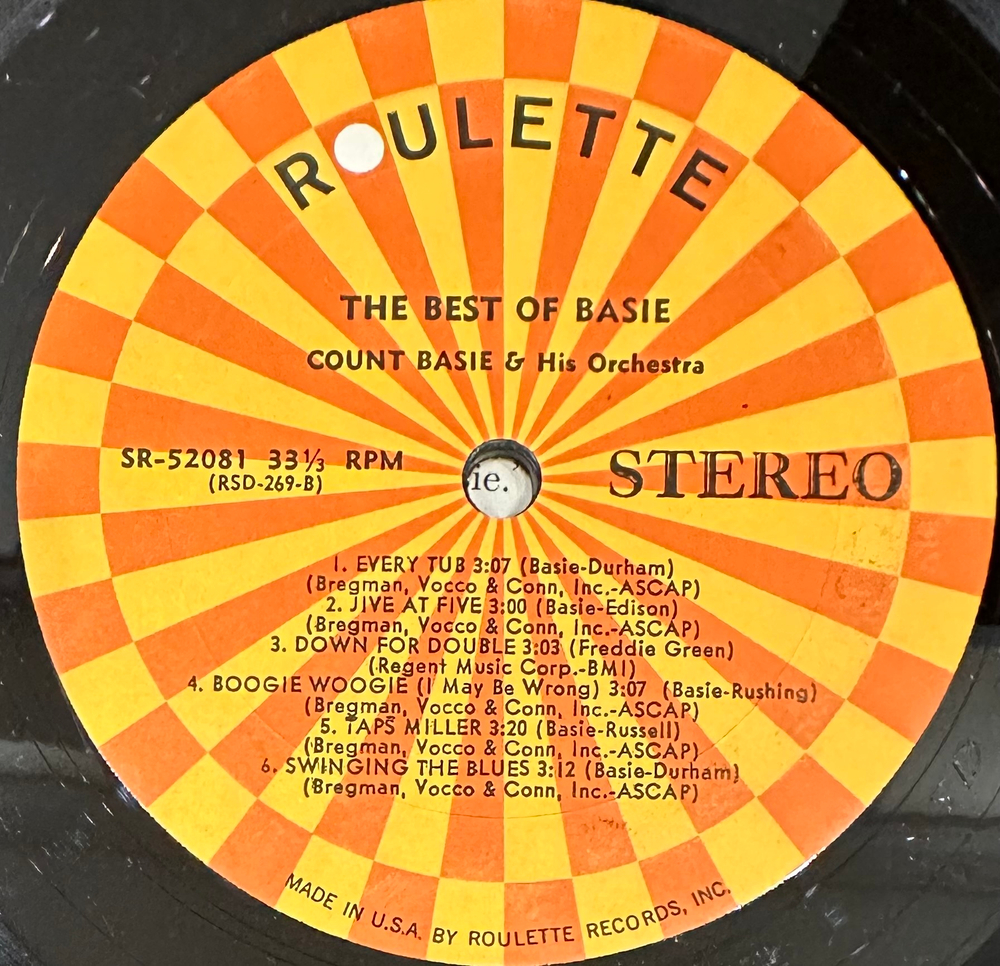 ROULETTE
THE BEST OF BASIE
COUNT BASIE & His Orchestra
SR-52081 33⅓ RPM
(RSD-269-B)
STEREO
ie.
1. EVERY TUB 3:07 (Basie-Durham)
(Bregman, Vocco & Conn, Inc.-ASCAP)
2. JIVE AT FIVE 3:00 (Basie-Edison)
(Bregman, Vocco & Conn, Inc.-ASCAP)
3. DOWN FOR DOUBLE 3:03 (Freddie Green)
(Regent Music Corp.-BMI)
4. BOOGIE WOOGIE (I May Be Wrong) 3:07 (Basie-Rushing)
(Bregman, Vocco & Conn, Inc.-ASCAP)
5. TAPS MILLER 3:20 (Basie-Russell)
(Bregman, Vocco & Conn, Inc.-ASCAP)
6. SWINGING THE BLUES 3:12 (Basie-Durham)
(Bregman, Vocco & Conn, Inc.-ASCAP)
MADE IN U.S.A. BY ROULETTE RECORDS, INC.